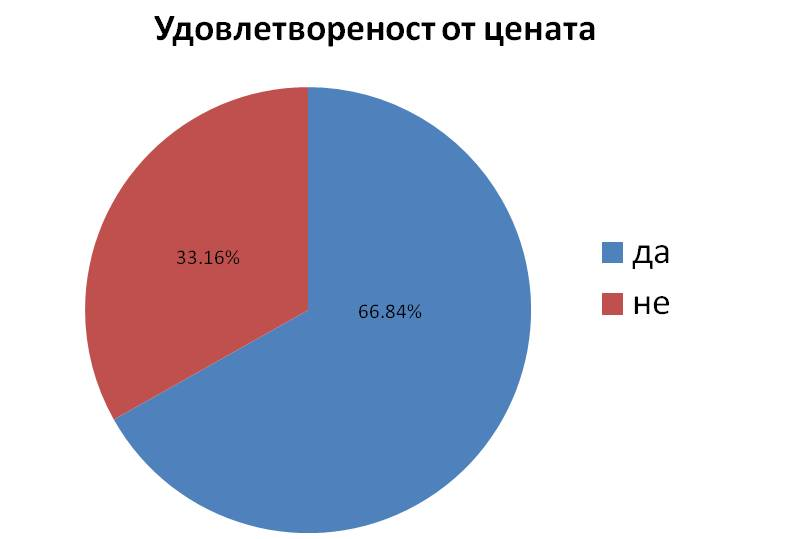 Удовлетвореност от цената
33.16%
66.84%
да
не